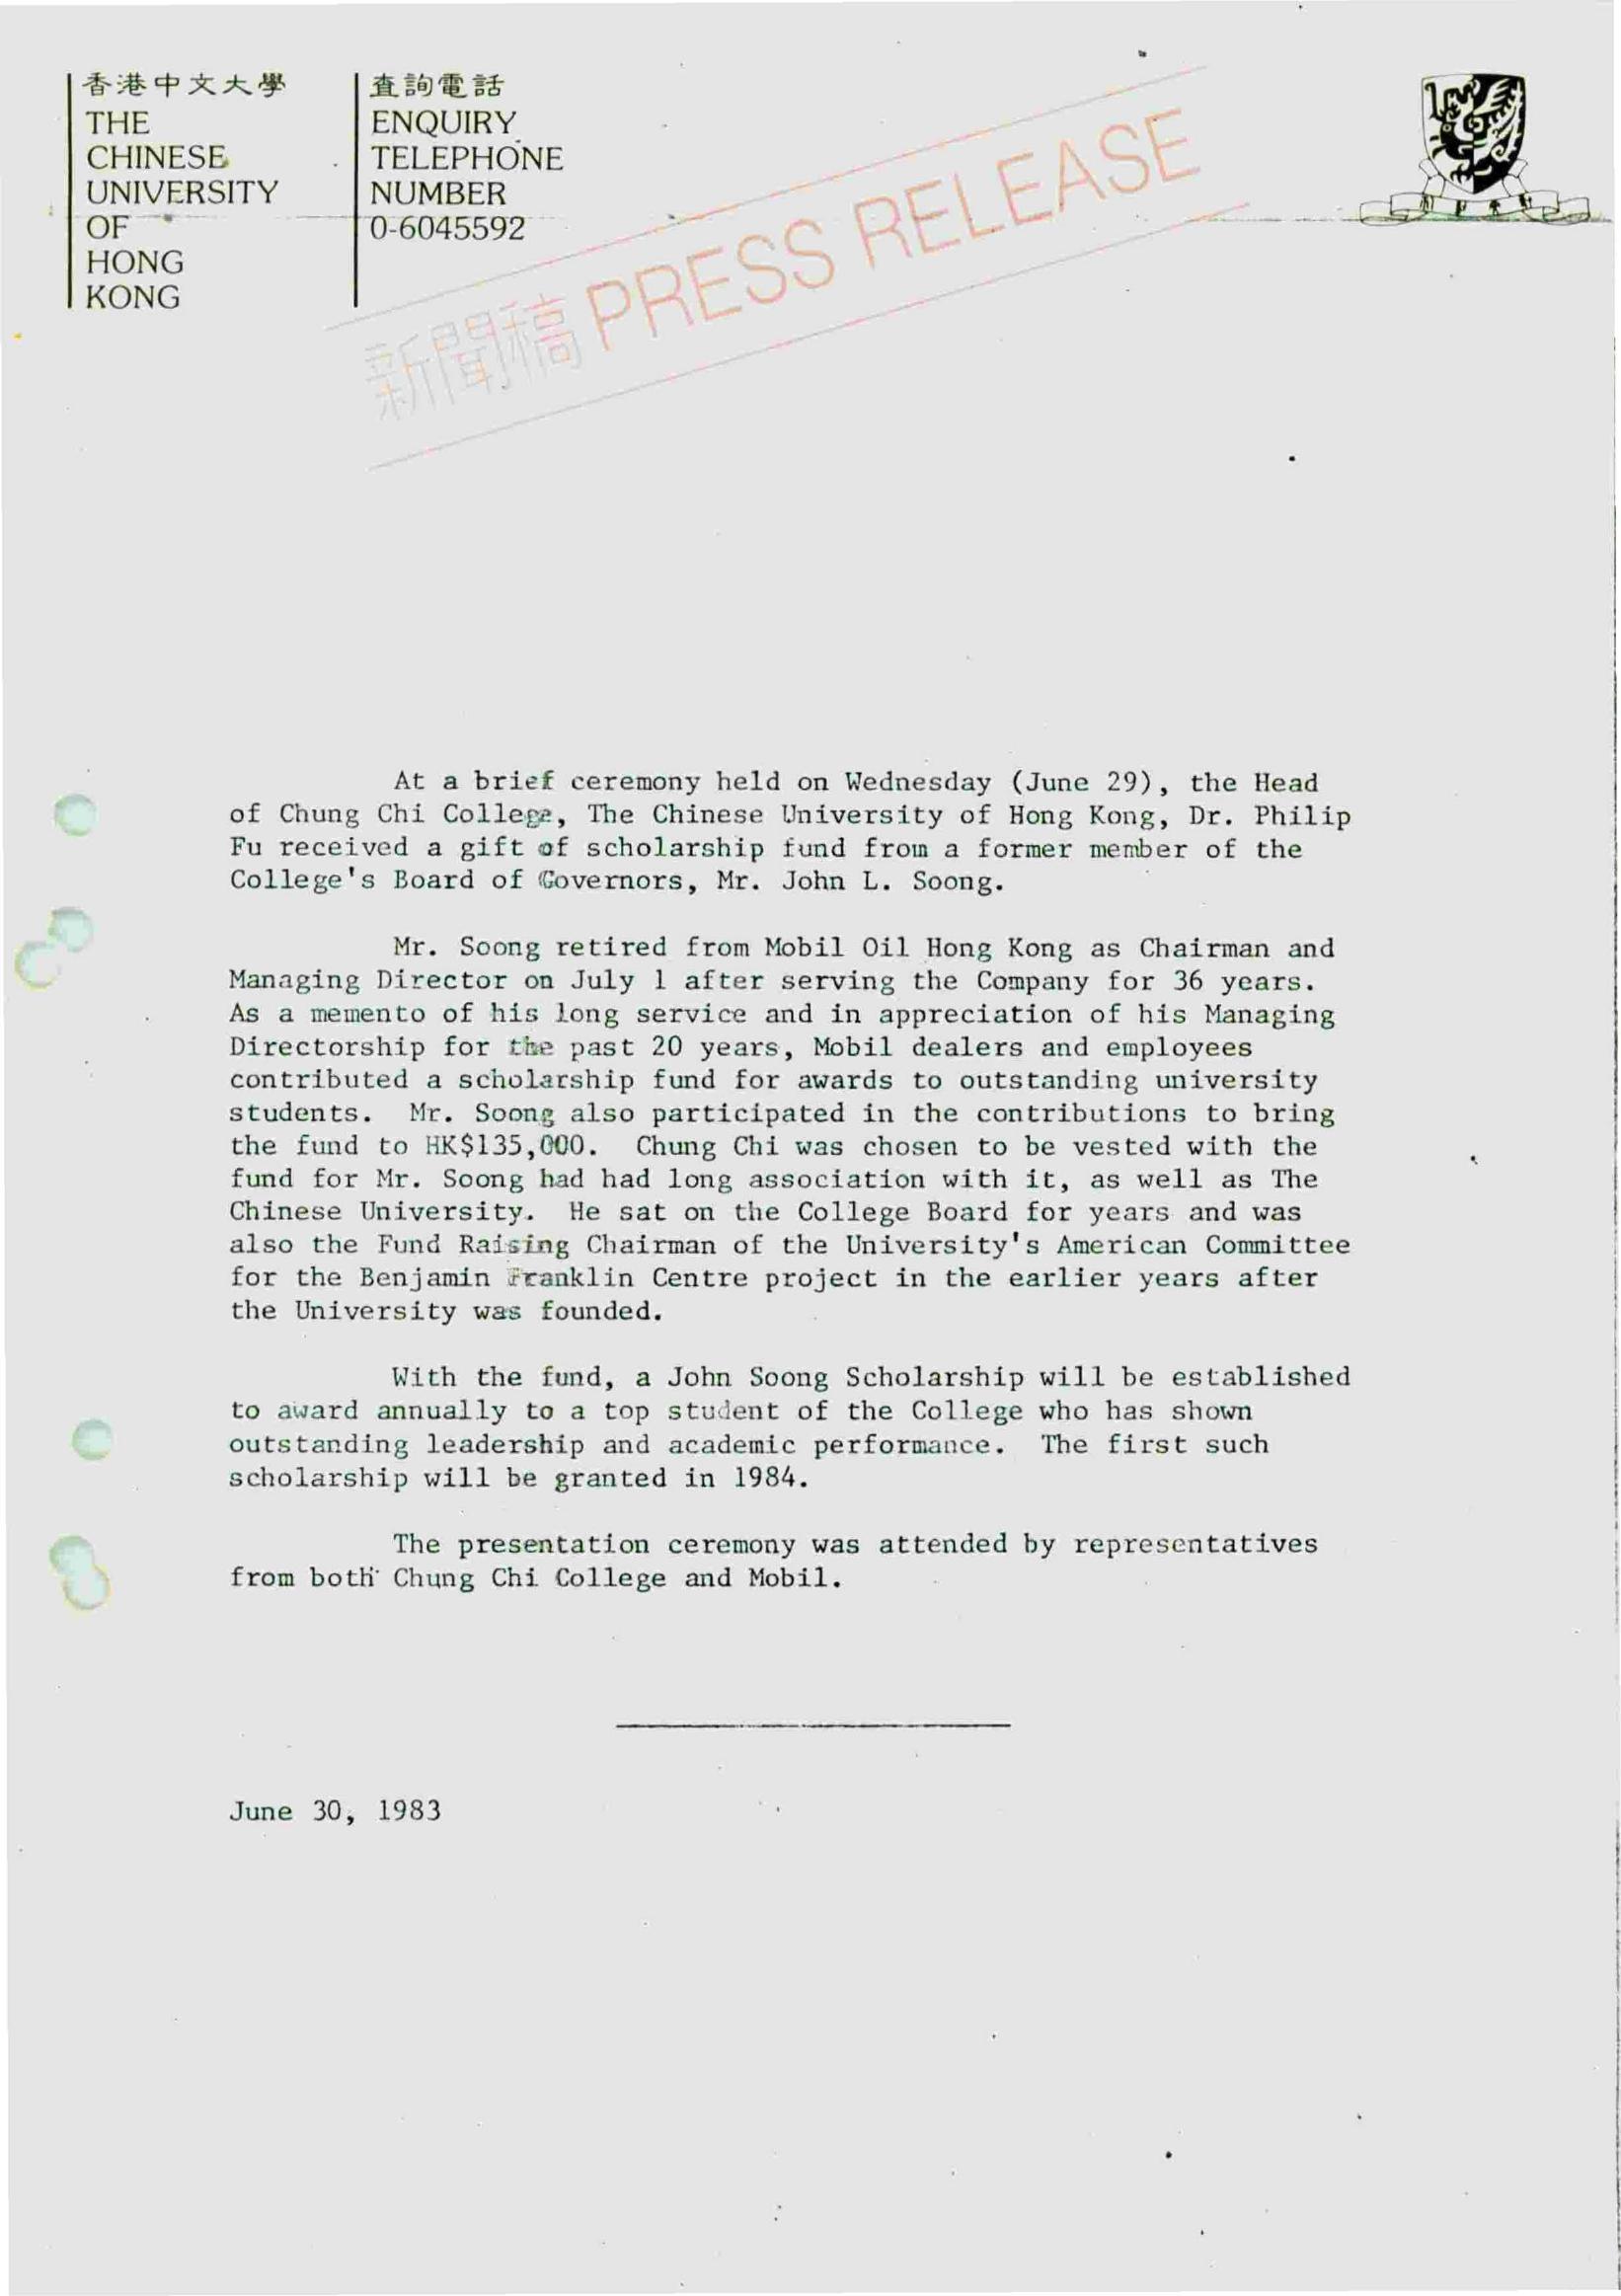 香港中文大學
THE
CHINESE
UNIVERSITY
OF
HONG
KONG
查詢電話
ENQUIRY
TELEPHONE
NUMBER
0-6045592
新聞稿 PRESS RELEASE
At a brief ceremony held on Wednesday (June 29), the Head
of Chung Chi College, The Chinese University of Hong Kong, Dr. Philip
Fu received a gift of scholarship fund from a former member of the
College's Board of Governors, Mr. John L. Soong.
Mr. Soong retired from Mobil Oil Hong Kong as Chairman and
Managing Director on July 1 after serving the Company for 36 years.
As a memento of his long service and in appreciation of his Managing
Directorship for the past 20 years, Mobil dealers and employees
contributed a scholarship fund for awards to outstanding university
students. Mr. Soong also participated in the contributions to bring
the fund to HK$135,000. Chung Chi was chosen to be vested with the
fund for Mr. Soong had had long association with it, as well as The
Chinese University. He sat on the College Board for years and was
also the Fund Raising Chairman of the University's American Committee
for the Benjamin Franklin Centre project in the earlier years after
the University was founded.
With the fund, a John Soong Scholarship will be established
to award annually to a top student of the College who has shown
outstanding leadership and academic performance. The first such
scholarship will be granted in 1984.
The presentation ceremony was attended by representatives
from both Chung Chi College and Mobil.
June 30, 1983